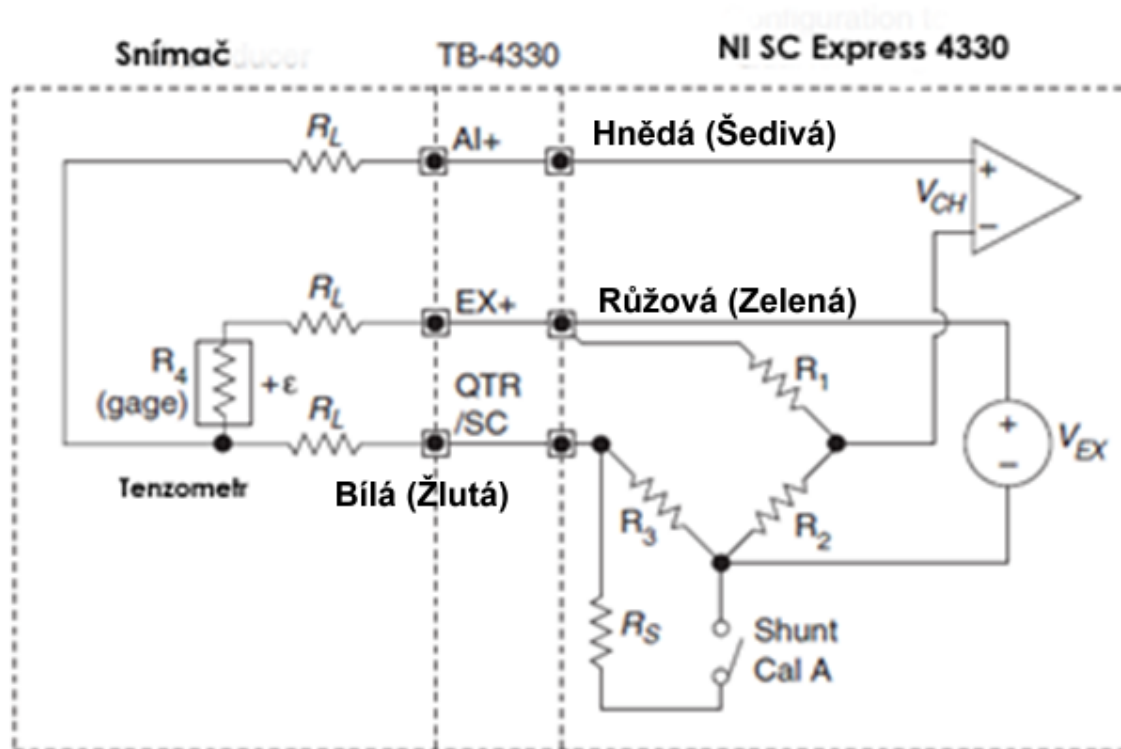 Snímač
TB-4330
NI SC Express 4330
R_L
AI+
Hnědá (Šedivá)
+
V_CH
−
R_L
EX+
Růžová (Zelená)
R_4
(gage)
+ε
R_L
QTR
/SC
R_1
+
−
V_EX
Tenzometr
Bílá (Žlutá)
R_3
R_2
R_S
Shunt
Cal A